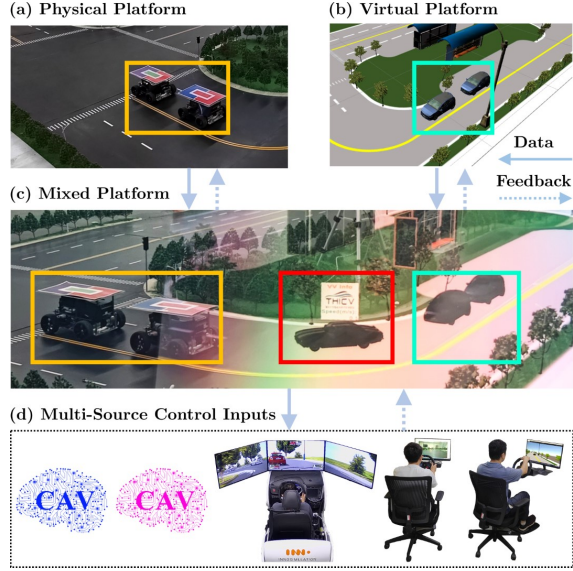 (a) Physical Platform
(b) Virtual Platform
Data
Feedback
(c) Mixed Platform
THICV
(d) Multi-Source Control Inputs
CAV
CAV